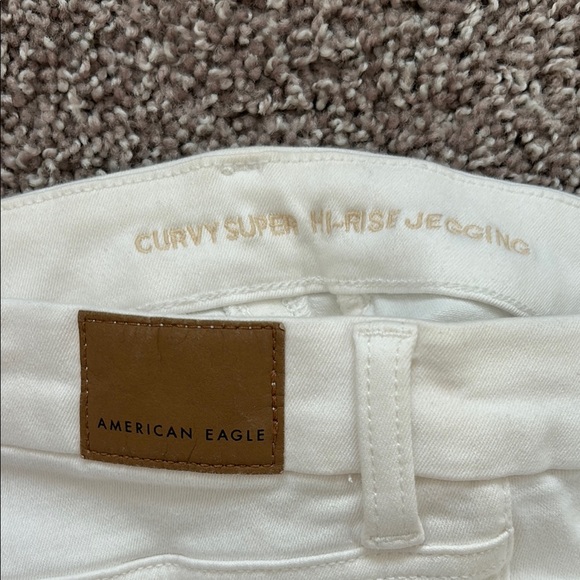 CURVY SUPER HI-RISE JEGGING
AMERICAN EAGLE